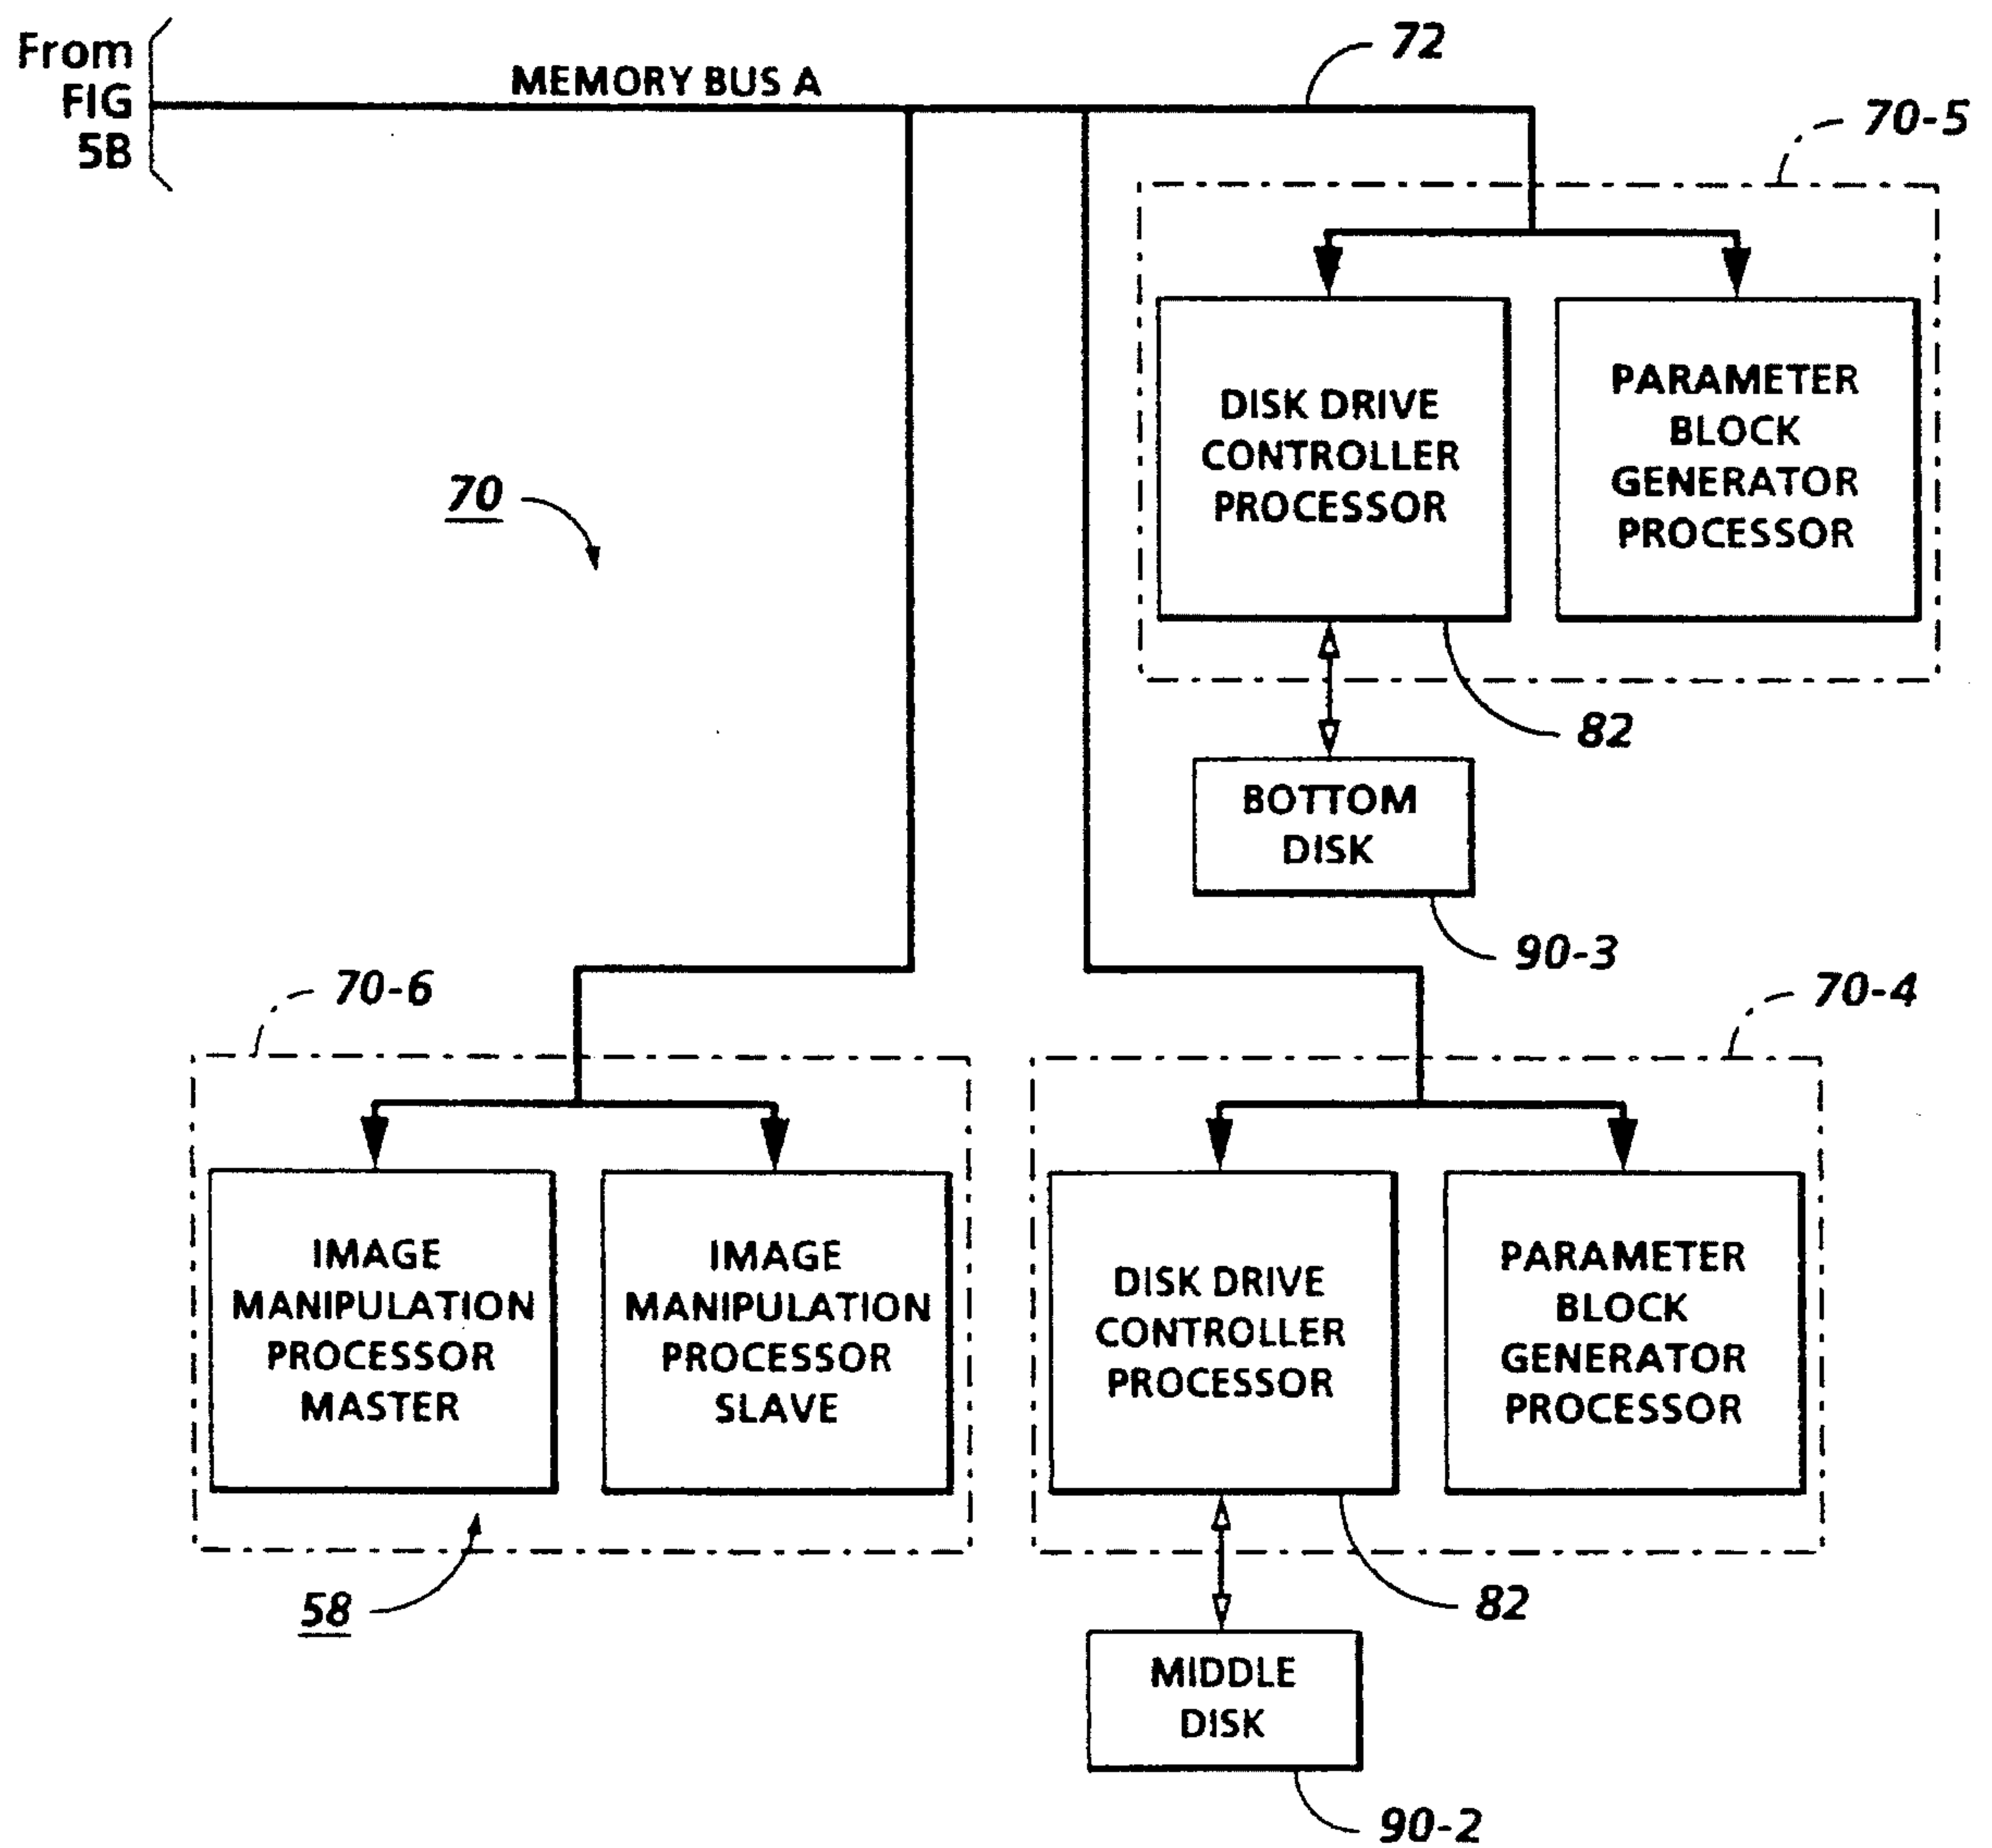 From
FIG
5B
MEMORY BUS A
72
70-5
DISK DRIVE
CONTROLLER
PROCESSOR
PARAMETER
BLOCK
GENERATOR
PROCESSOR
70
82
BOTTOM
DISK
90-3
70-6
70-4
IMAGE
MANIPULATION
PROCESSOR
MASTER
IMAGE
MANIPULATION
PROCESSOR
SLAVE
DISK DRIVE
CONTROLLER
PROCESSOR
PARAMETER
BLOCK
GENERATOR
PROCESSOR
58
82
MIDDLE
DISK
90-2